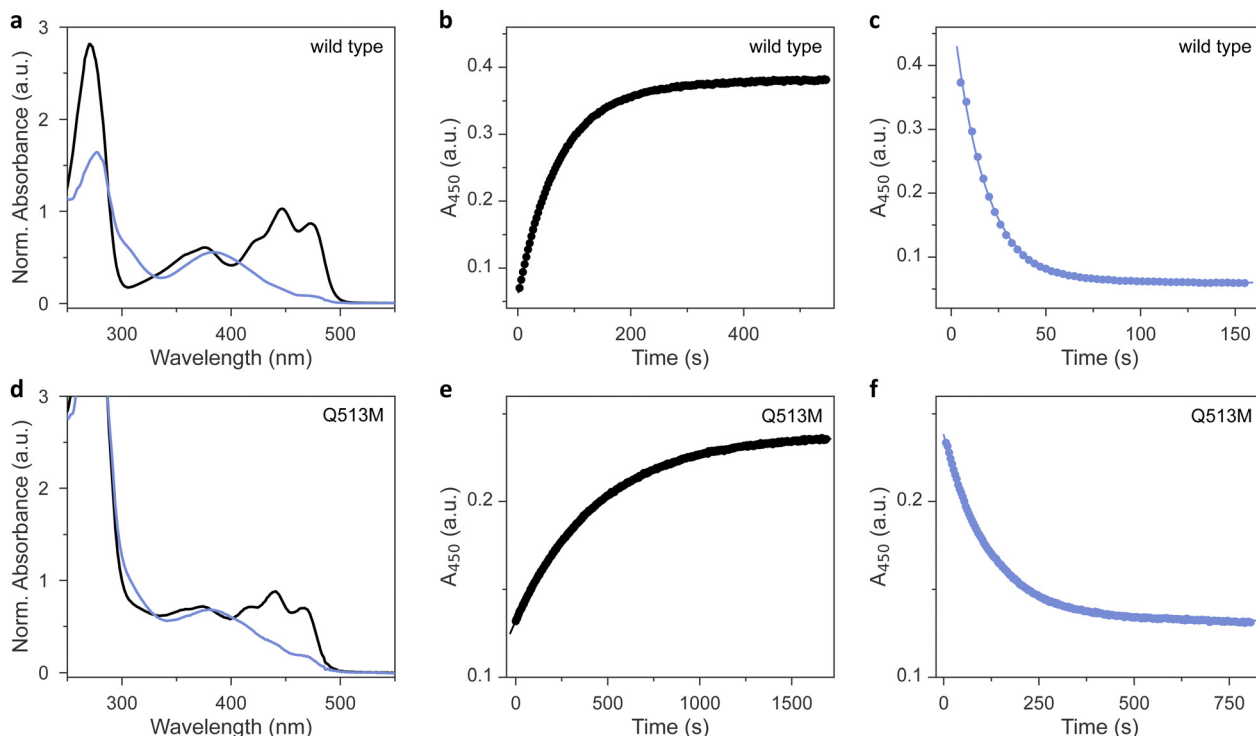 a
wild type
Norm. Absorbance (a.u.)
3
2
1
0
300
400
500
Wavelength (nm)
b
wild type
A₄₅₀ (a.u.)
0.4
0.3
0.2
0.1
0
200
400
Time (s)
c
wild type
A₄₅₀ (a.u.)
0.4
0.3
0.2
0.1
0
50
100
150
Time (s)
d
Q513M
Norm. Absorbance (a.u.)
3
2
1
0
300
400
500
Wavelength (nm)
e
Q513M
A₄₅₀ (a.u.)
0.2
0.1
0
500
1000
1500
Time (s)
f
Q513M
A₄₅₀ (a.u.)
0.2
0.1
0
250
500
750
Time (s)